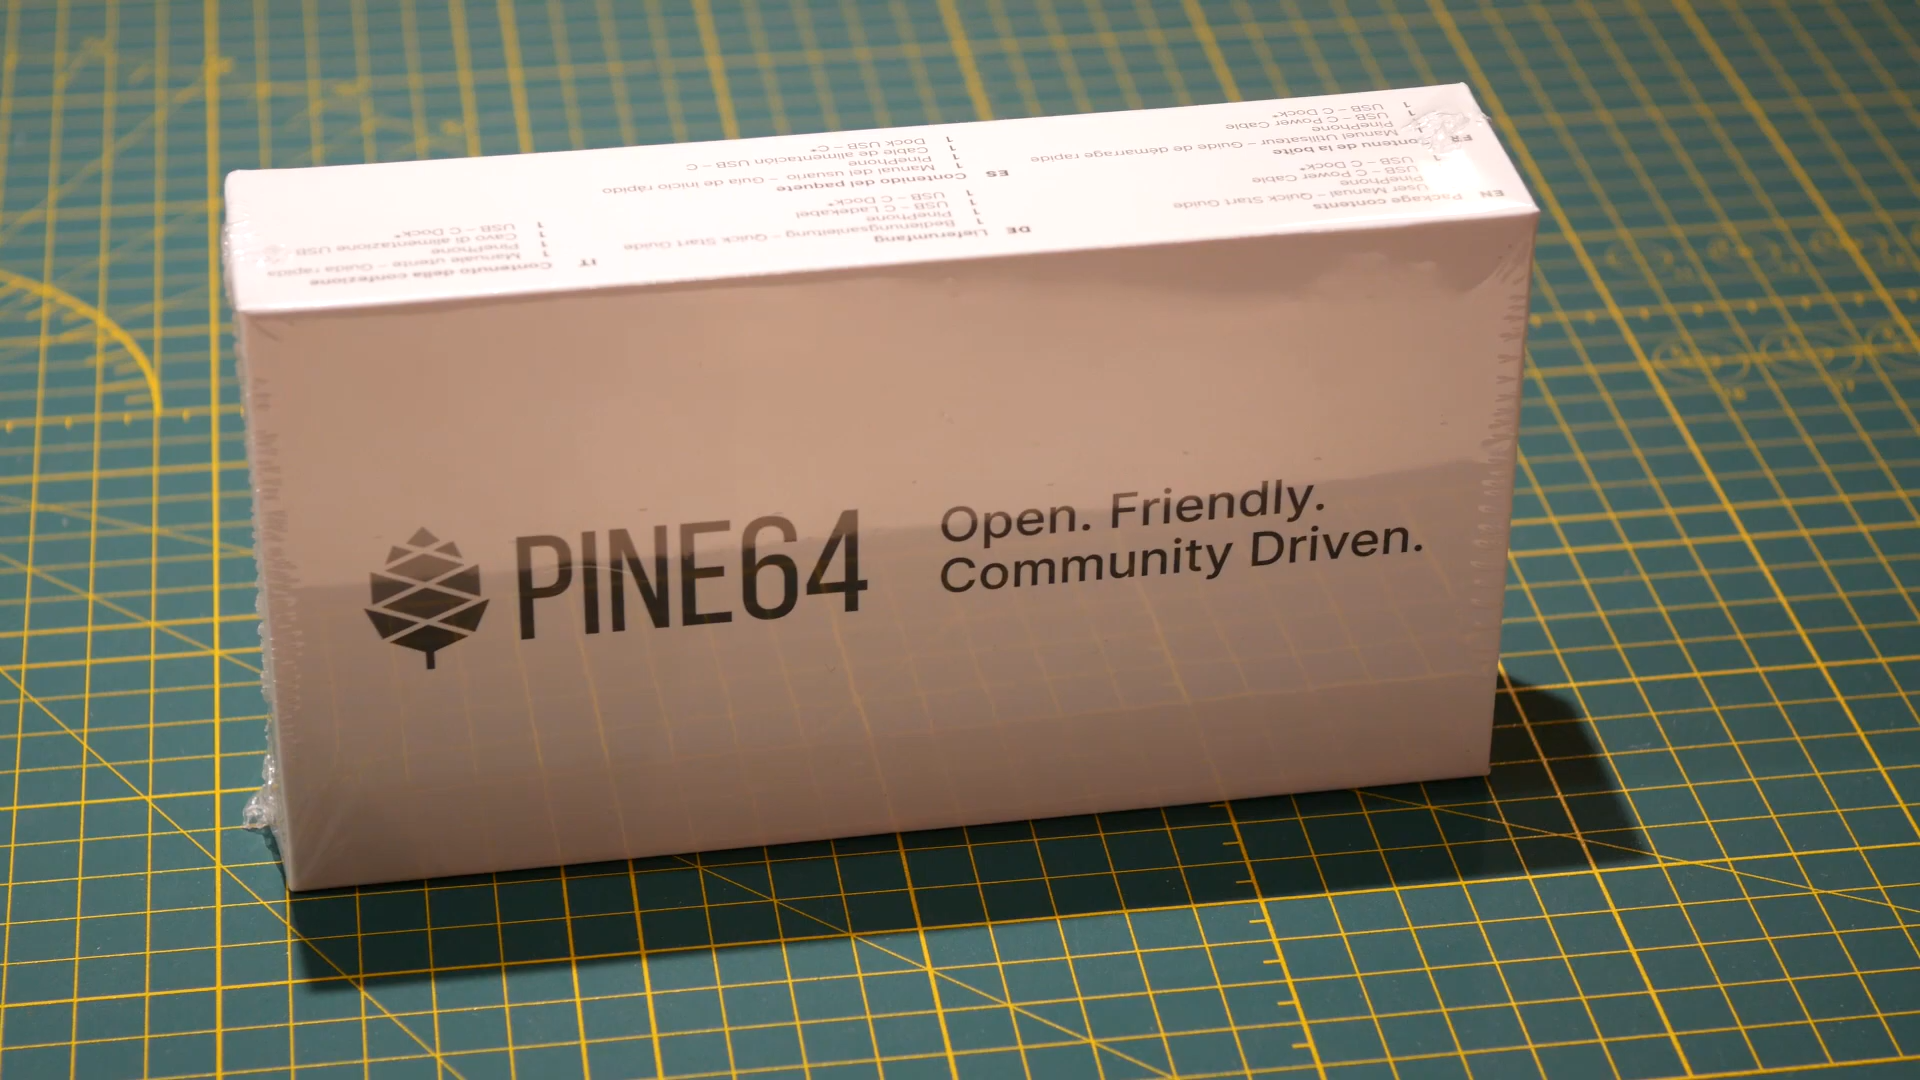 PINE64
Open. Friendly.
Community Driven.
EN
Package contents
User Manual – Quick Start Guide
PinePhone
USB – C Power Cable
USB – C Dock*
1
FR
Contenu de la boîte
Manuel Utilisateur – Guide de démarrage rapide
PinePhone
USB – C Power Cable
USB – C Dock*
1
1
1
DE
Lieferumfang
1 Bedienungsanleitung – Quick Start Guide
1 PinePhone
1 USB – C Ladekabel
1 USB – C Dock*
ES
Contenido del paquete
1 Manual del usuario – Guía de inicio rápido
1 PinePhone
1 Cable de alimentación USB – C
1 Dock USB – C*
IT
Contenuto della confezione
1 Manuale utente – Guida rapida
1 PinePhone
1 Cavo di alimentazione USB
1 USB – C Dock*